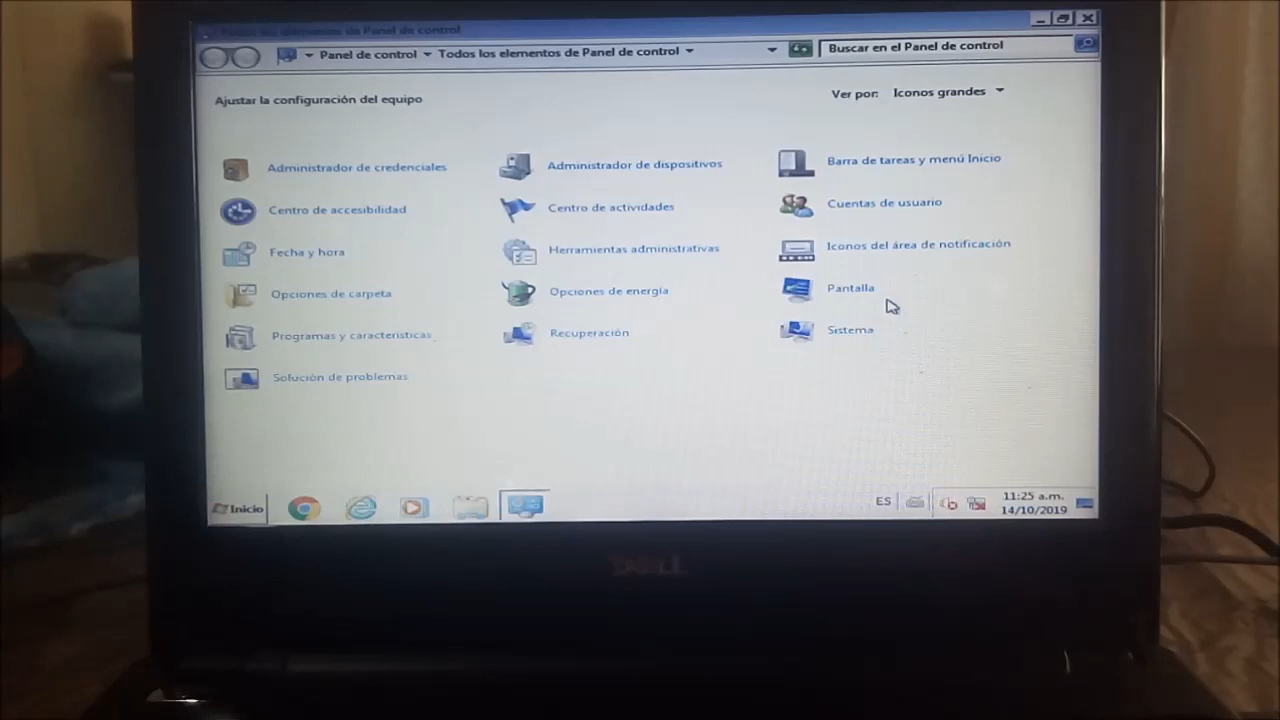 Todos los elementos de Panel de control
Panel de control Todos los elementos de Panel de control
Buscar en el Panel de control
Ajustar la configuración del equipo
Ver por: Iconos grandes
Administrador de credenciales
Administrador de dispositivos
Barra de tareas y menú Inicio
Centro de accesibilidad
Centro de actividades
Cuentas de usuario
Fecha y hora
Herramientas administrativas
Iconos del área de notificación
Opciones de carpeta
Opciones de energía
Pantalla
Programas y características
Recuperación
Sistema
Solución de problemas
Inicio
ES
11:25 a.m.
14/10/2019
DELL